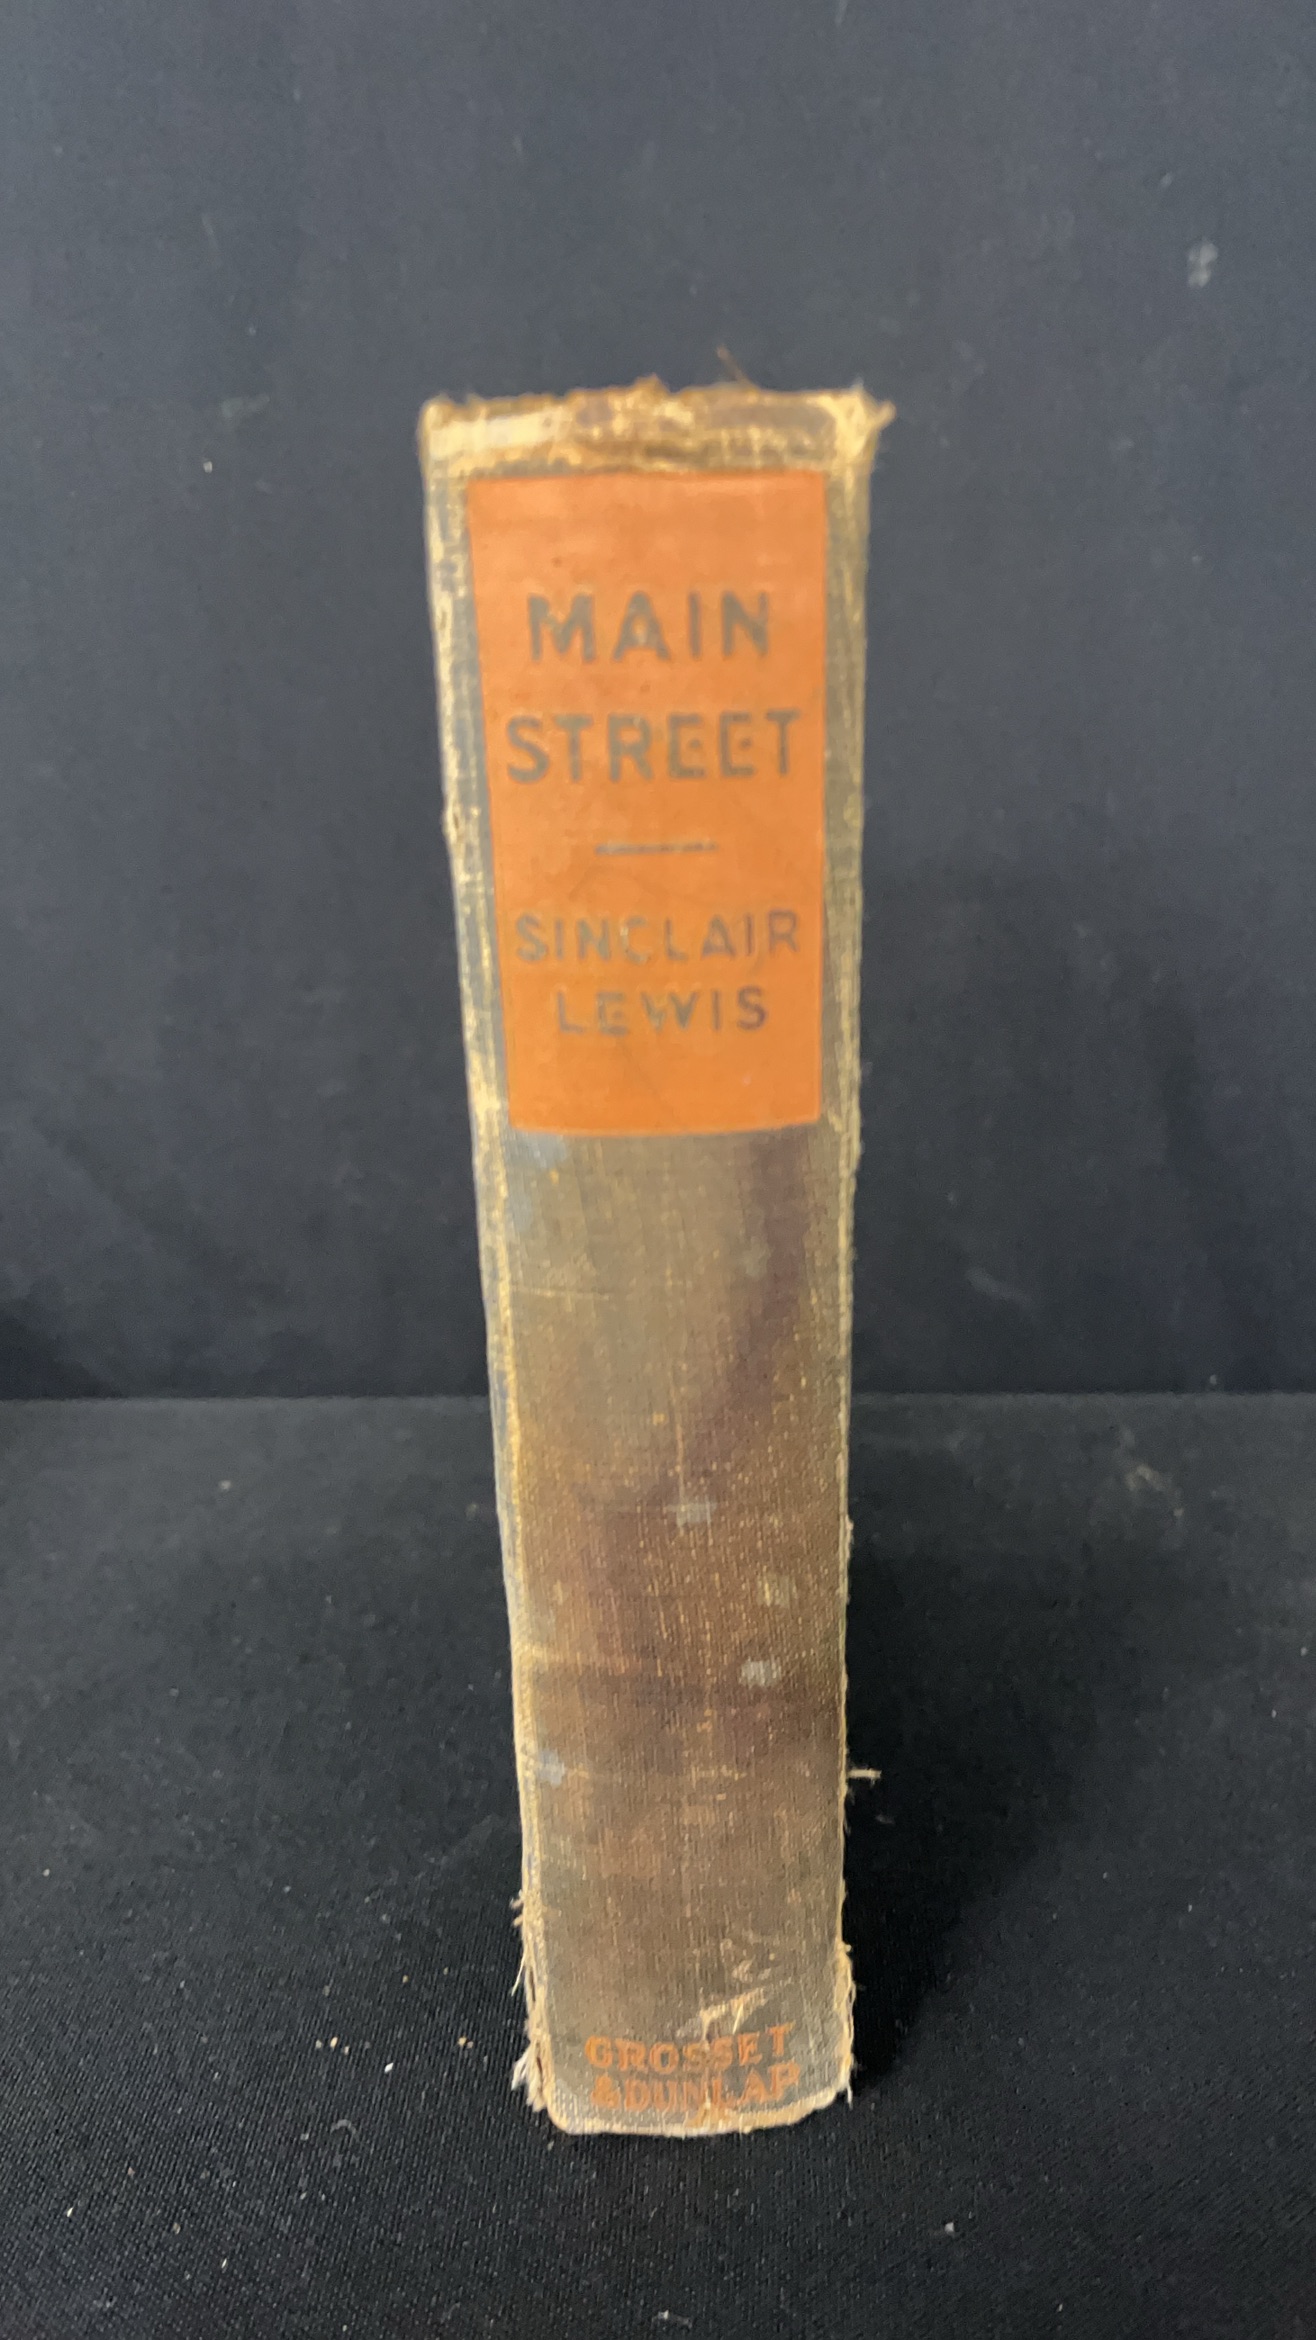 MAIN
STREET
SINCLAIR
LEWIS
GROSSET
& DUNLAP